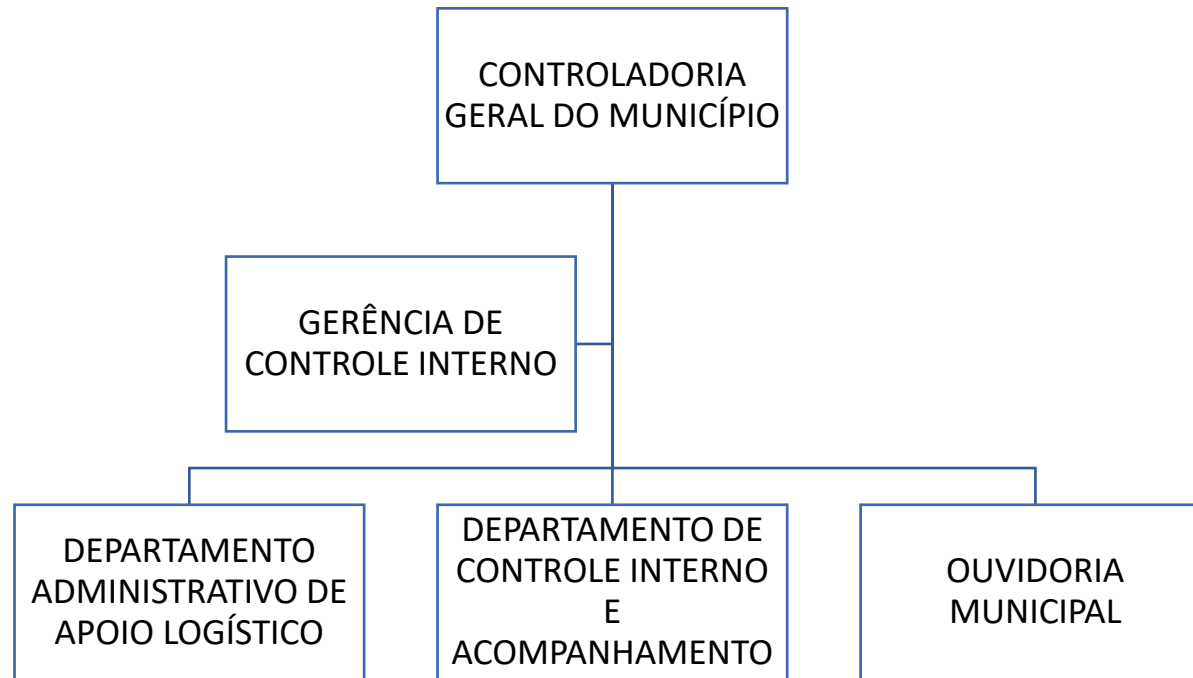 CONTROLADORIA
GERAL DO MUNICÍPIO
GERÊNCIA DE
CONTROLE INTERNO
DEPARTAMENTO
ADMINISTRATIVO DE
APOIO LOGÍSTICO
DEPARTAMENTO DE
CONTROLE INTERNO
E
ACOMPANHAMENTO
OUVIDORIA
MUNICIPAL